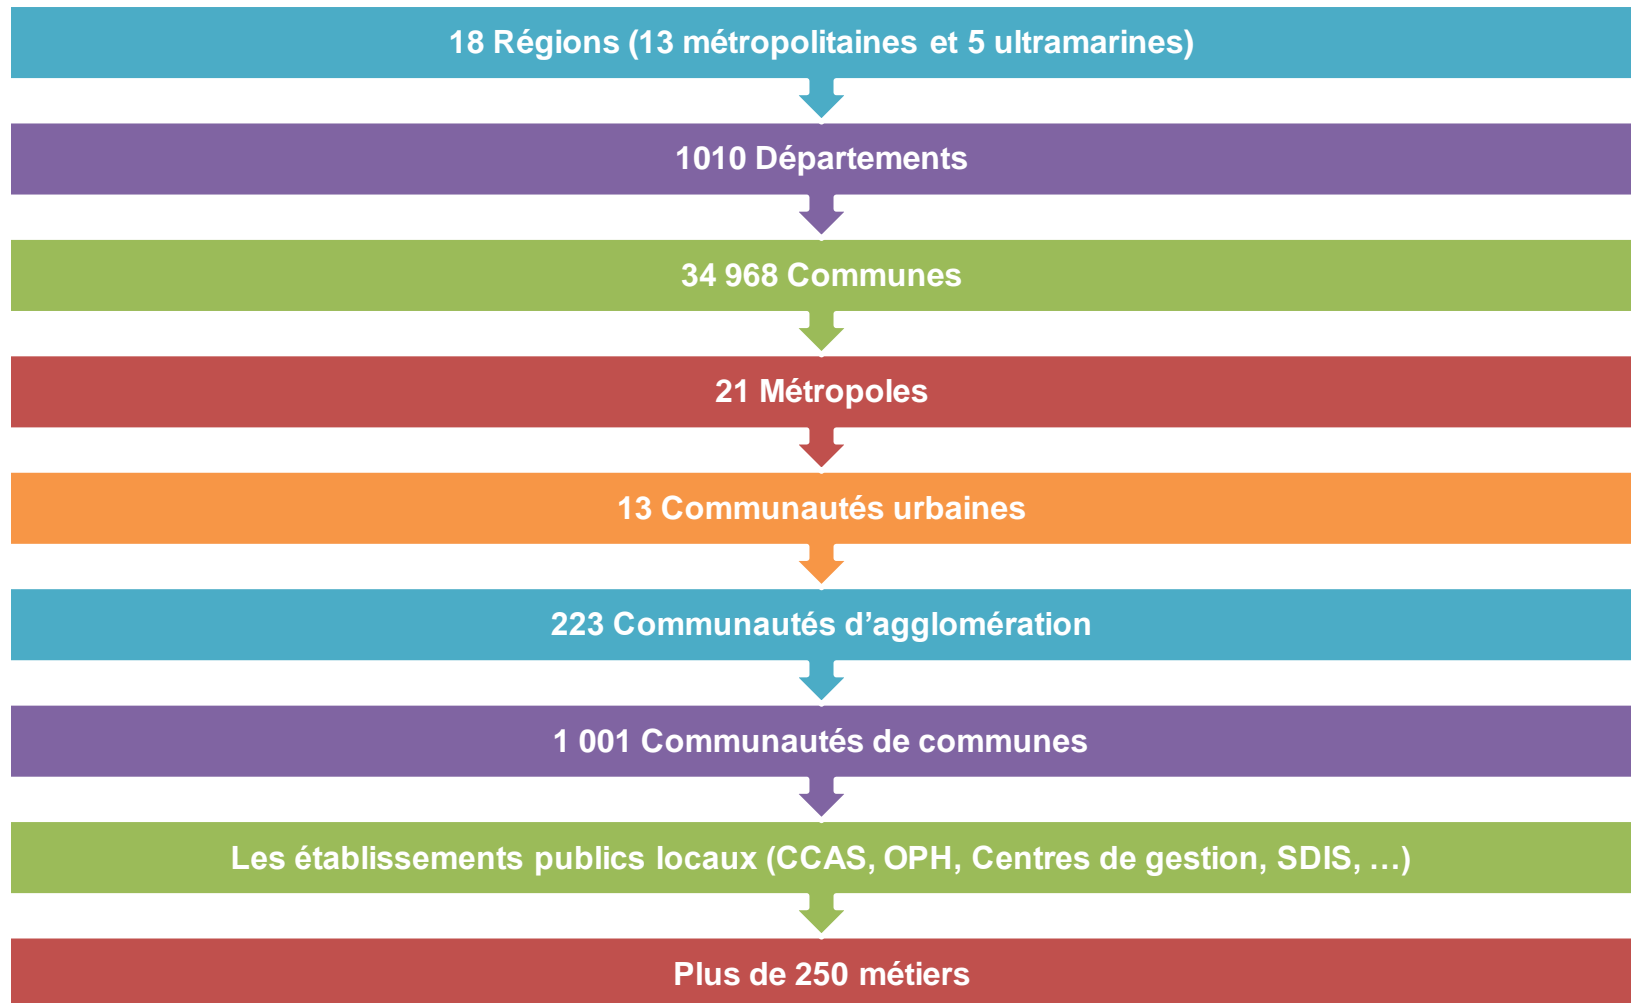 18 Régions (13 métropolitaines et 5 ultramarines)
1010 Départements
34 968 Communes
21 Métropoles
13 Communautés urbaines
223 Communautés d’agglomération
1 001 Communautés de communes
Les établissements publics locaux (CCAS, OPH, Centres de gestion, SDIS, …)
Plus de 250 métiers